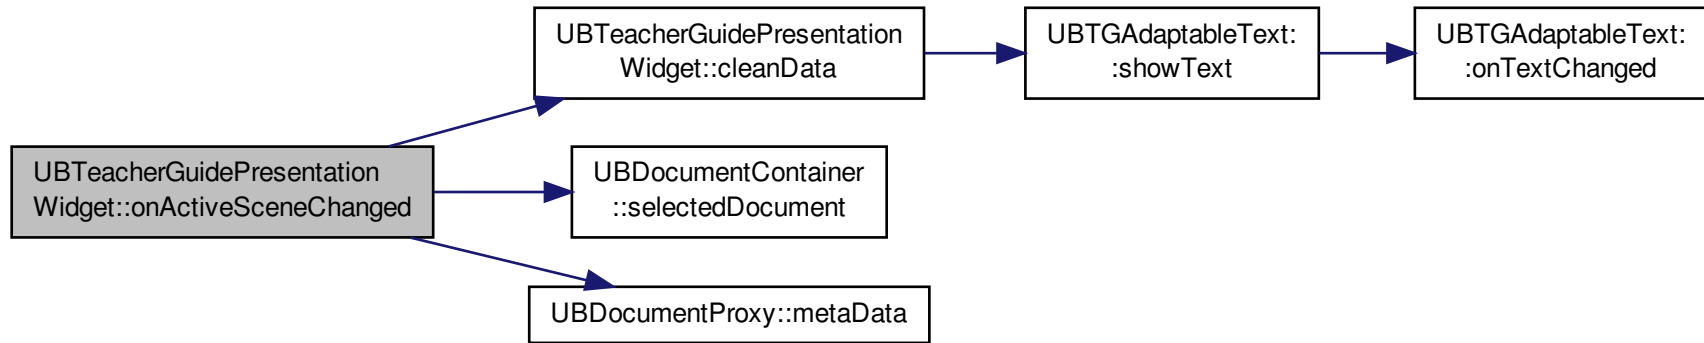 UBTeacherGuidePresentation
Widget::cleanData
UBTGAdaptableText:
:showText
UBTGAdaptableText:
:onTextChanged
UBTeacherGuidePresentation
Widget::onActiveSceneChanged
UBDocumentContainer
::selectedDocument
UBDocumentProxy::metaData